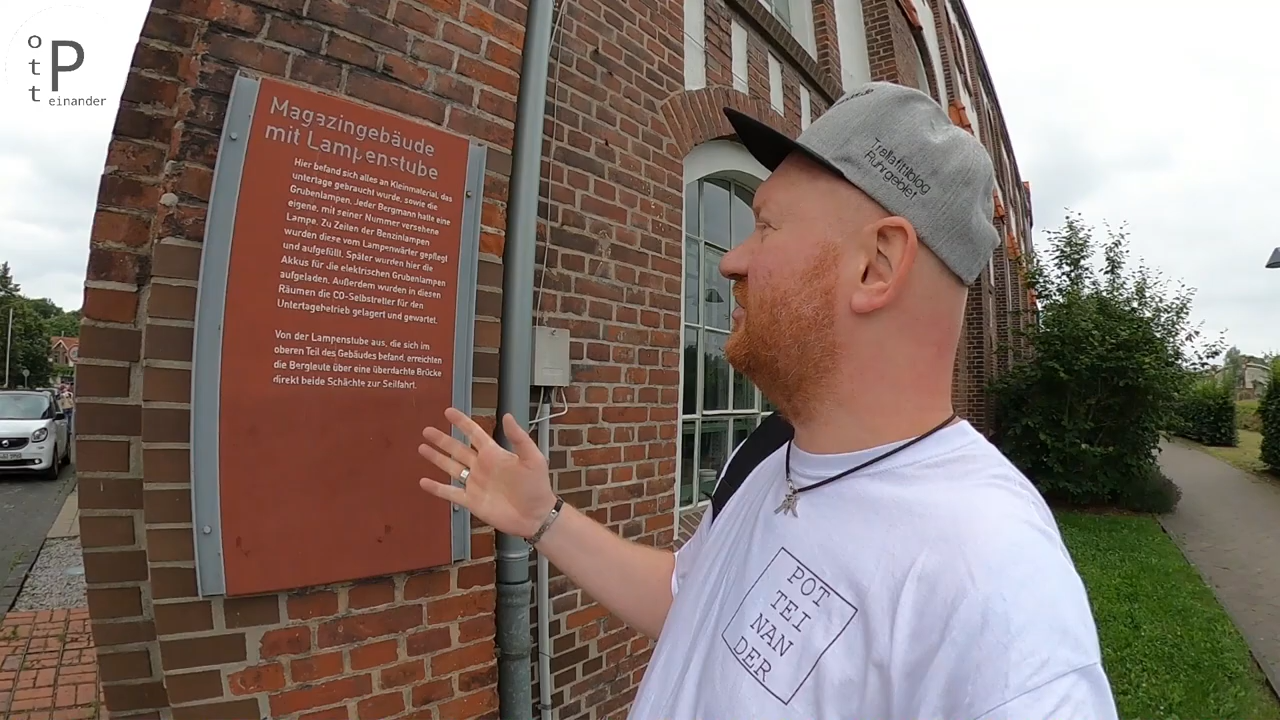 ott
P
einander
Magazingebäude
mit Lampenstube
Hier befand sich alles an Kleinmaterial, das
untertage gebraucht wurde, sowie die
Grubenlampen. Jeder Bergmann hatte eine
eigene, mit seiner Nummer versehene
Lampe. Zu Zeiten der Benzinlampen
wurden diese vom Lampenwärter gepflegt
und aufgefüllt. Später wurden hier die
Akkus für die elektrischen Grubenlampen
aufgeladen. Außerdem wurden in diesen
Räumen die CO-Selbstretter für den
Untertagebetrieb gelagert und gewartet.
Von der Lampenstube aus, die sich im
oberen Teil des Gebäudes befand, erreichten
die Bergleute über eine überdachte Brücke
direkt beide Schächte zur Seilfahrt.
Trallafittiblog
Ruhrgebiet
POT
TEI
NAN
DER